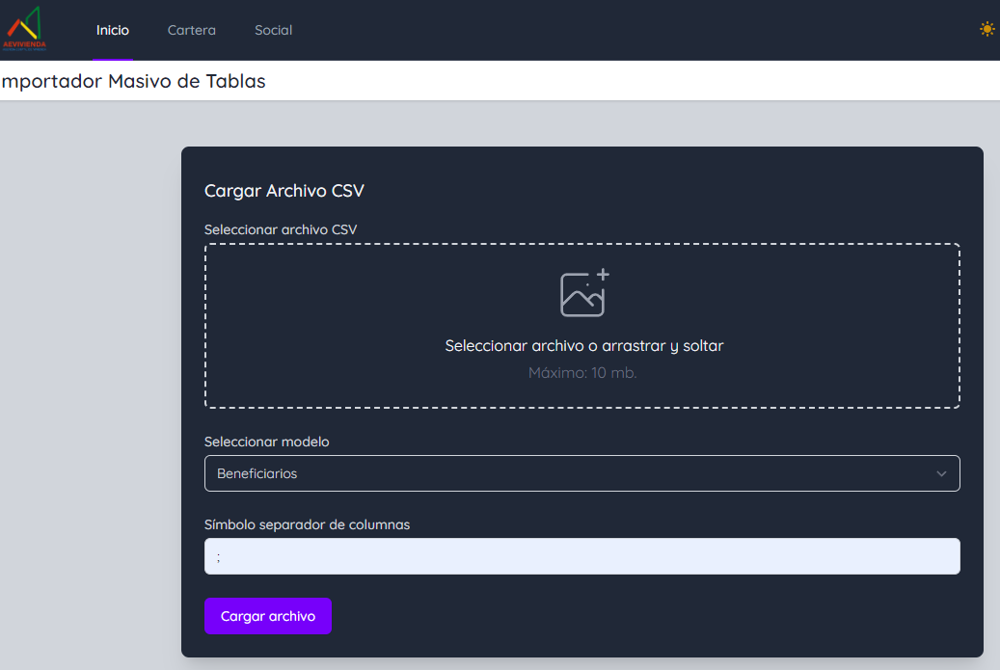 AEVIVIENDA
Inicio
Cartera
Social
mportador Masivo de Tablas
Cargar Archivo CSV
Seleccionar archivo CSV
Seleccionar archivo o arrastrar y soltar
Máximo: 10 mb.
Seleccionar modelo
Beneficiarios
Símbolo separador de columnas
;
Cargar archivo